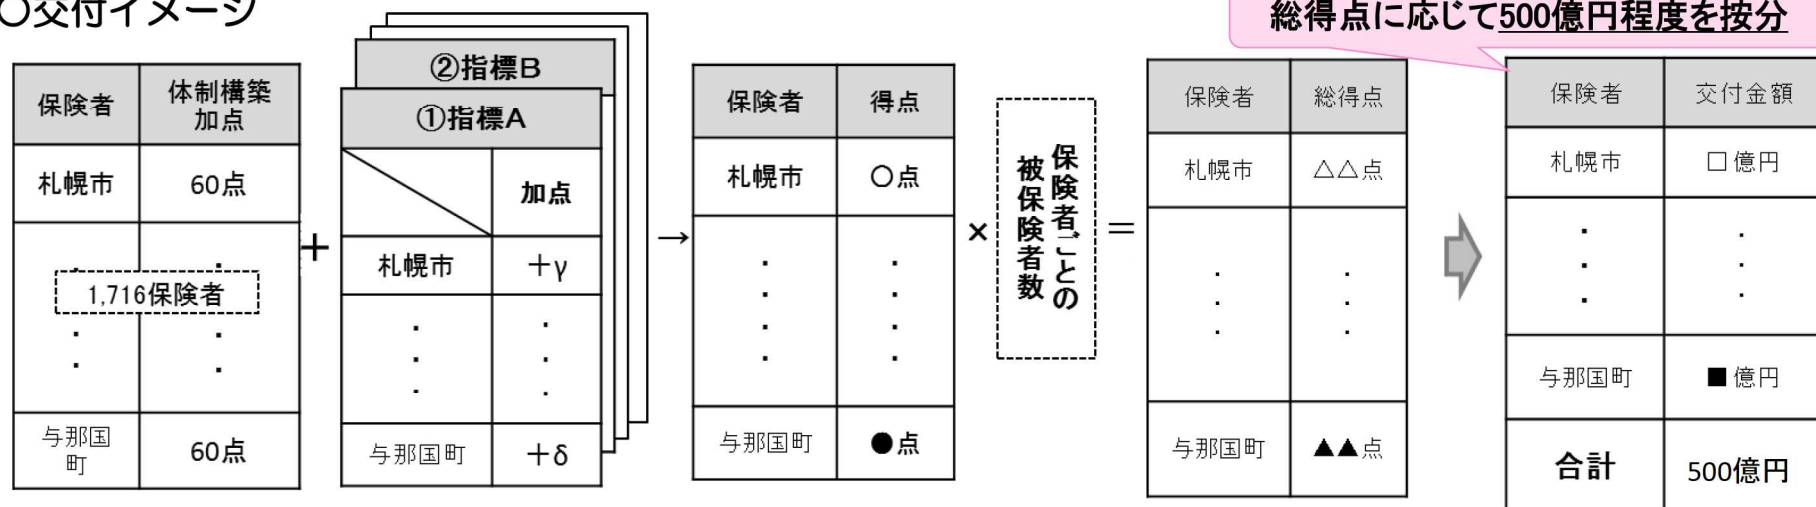 〇交付イメージ
総得点に応じて500億円程度を按分
保険者 体制構築加点
札幌市 60点
1,716保険者
与那国町 60点
＋
②指標B
①指標A
加点
札幌市 ＋γ
与那国町 ＋δ
→
保険者 得点
札幌市 〇点
与那国町 ●点
×
保険者ごとの
被保険者数
＝
保険者 総得点
札幌市 △△点
与那国町 ▲▲点
保険者 交付金額
札幌市 □億円
与那国町 ■億円
合計 500億円